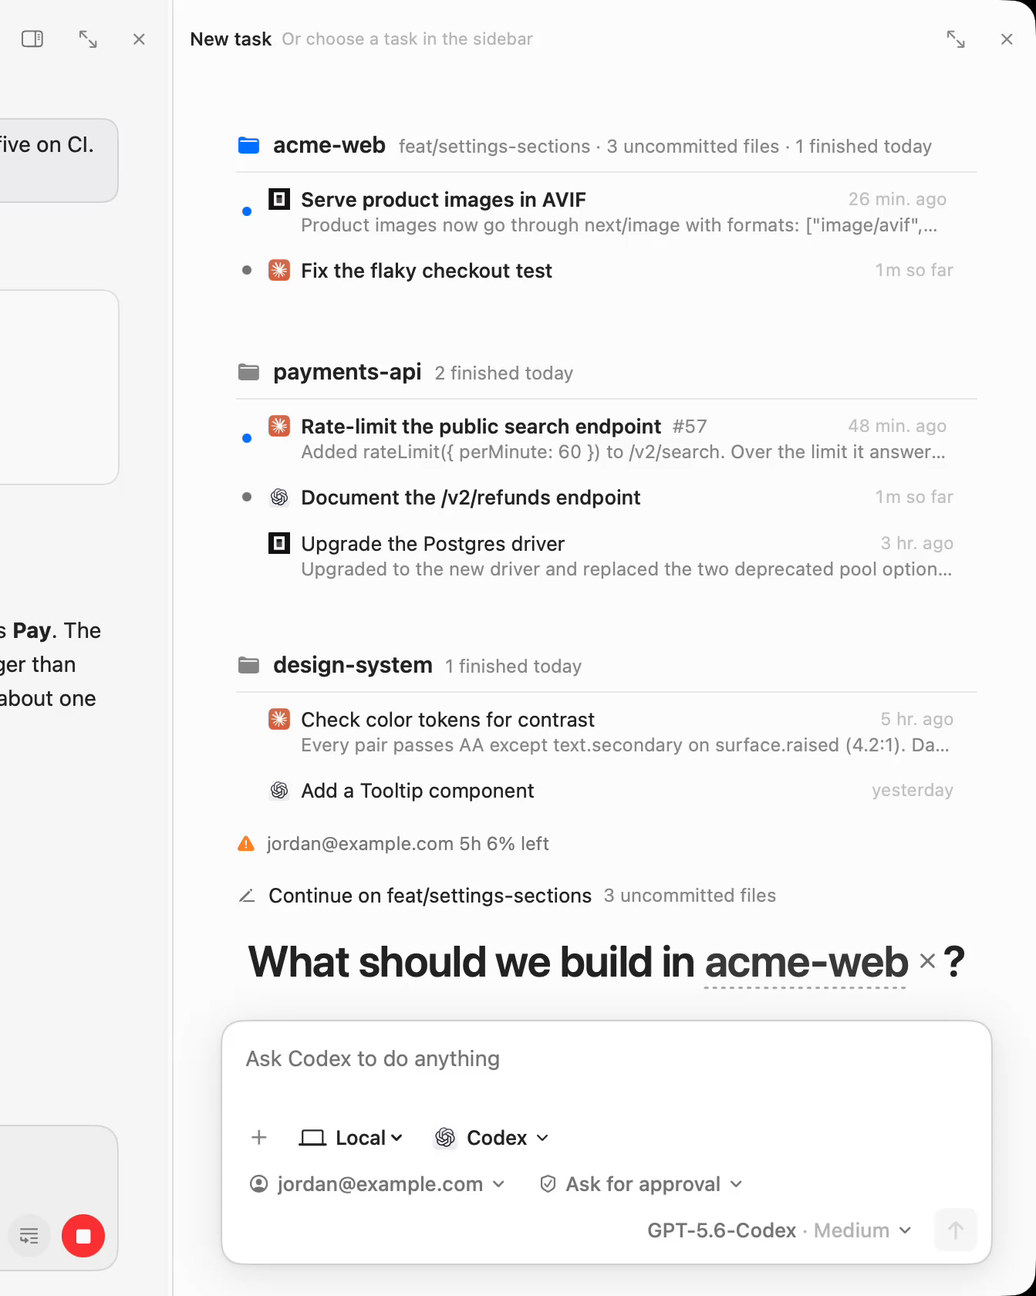 New task Or choose a task in the sidebar
ive on CI.
acme-web feat/settings-sections · 3 uncommitted files · 1 finished today
Serve product images in AVIF 26 min. ago
Product images now go through next/image with formats: ["image/avif",...
Fix the flaky checkout test 1m so far
payments-api 2 finished today
Rate-limit the public search endpoint #57 48 min. ago
Added rateLimit({ perMinute: 60 }) to /v2/search. Over the limit it answer...
Document the /v2/refunds endpoint 1m so far
Upgrade the Postgres driver 3 hr. ago
Upgraded to the new driver and replaced the two deprecated pool option...
s Pay. The
ger than
about one
design-system 1 finished today
Check color tokens for contrast 5 hr. ago
Every pair passes AA except text.secondary on surface.raised (4.2:1). Da...
Add a Tooltip component yesterday
jordan@example.com 5h 6% left
Continue on feat/settings-sections 3 uncommitted files
What should we build in acme-web × ?
Ask Codex to do anything
Local Codex
jordan@example.com Ask for approval
GPT-5.6-Codex · Medium